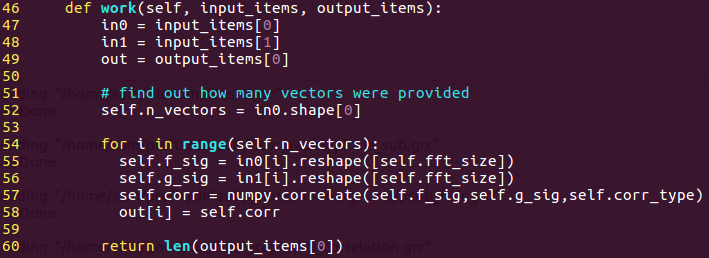 46     def work(self, input_items, output_items):
47         in0 = input_items[0]
48         in1 = input_items[1]
49         out = output_items[0]
50
51         # find out how many vectors were provided
52         self.n_vectors = in0.shape[0]
53
54         for i in range(self.n_vectors):
55           self.f_sig = in0[i].reshape([self.fft_size])
56           self.g_sig = in1[i].reshape([self.fft_size])
57           self.corr = numpy.correlate(self.f_sig,self.g_sig,self.corr_type)
58           out[i] = self.corr
59
60         return len(output_items[0])